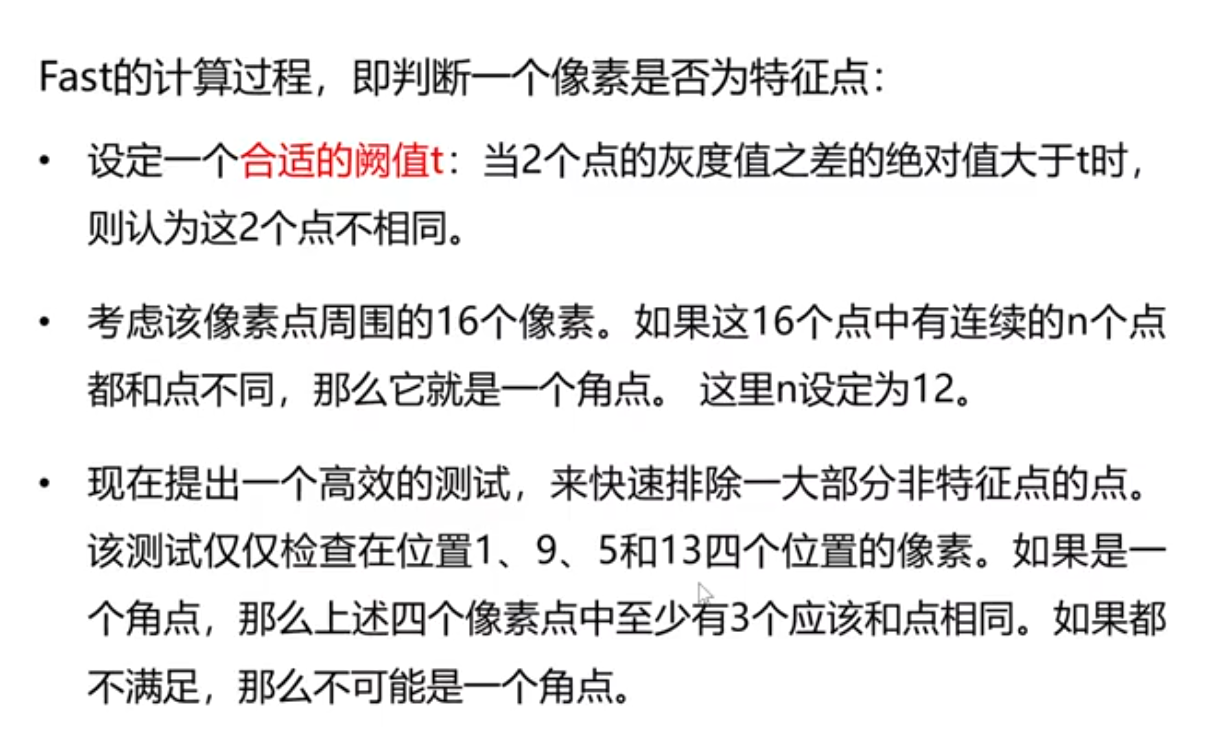 Fast的计算过程，即判断一个像素是否为特征点：
• 设定一个合适的阙值t：当2个点的灰度值之差的绝对值大于t时，
则认为这2个点不相同。
• 考虑该像素点周围的16个像素。如果这16个点中有连续的n个点
都和点不同，那么它就是一个角点。 这里n设定为12。
• 现在提出一个高效的测试，来快速排除一大部分非特征点的点。
该测试仅仅检查在位置1、9、5和13四个位置的像素。如果是一
个角点，那么上述四个像素点中至少有3个应该和点相同。如果都
不满足，那么不可能是一个角点。